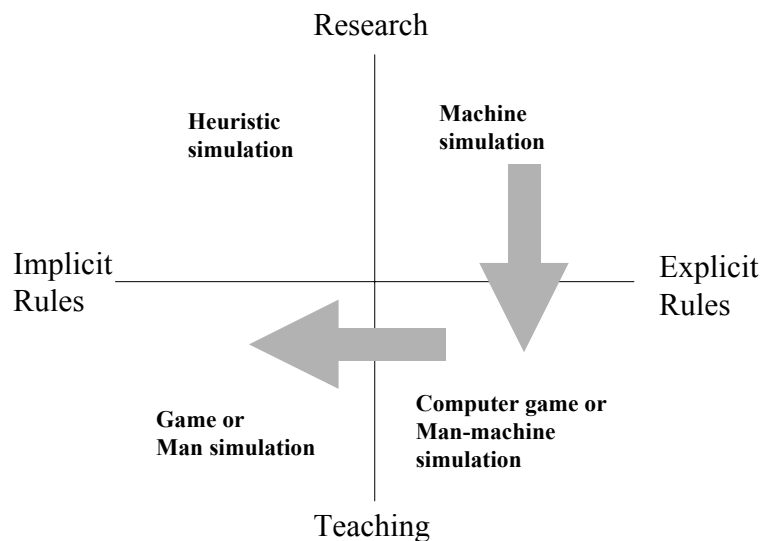 Research
Heuristic
simulation
Machine
simulation
Implicit
Rules
Explicit
Rules
Game or
Man simulation
Computer game or
Man-machine
simulation
Teaching